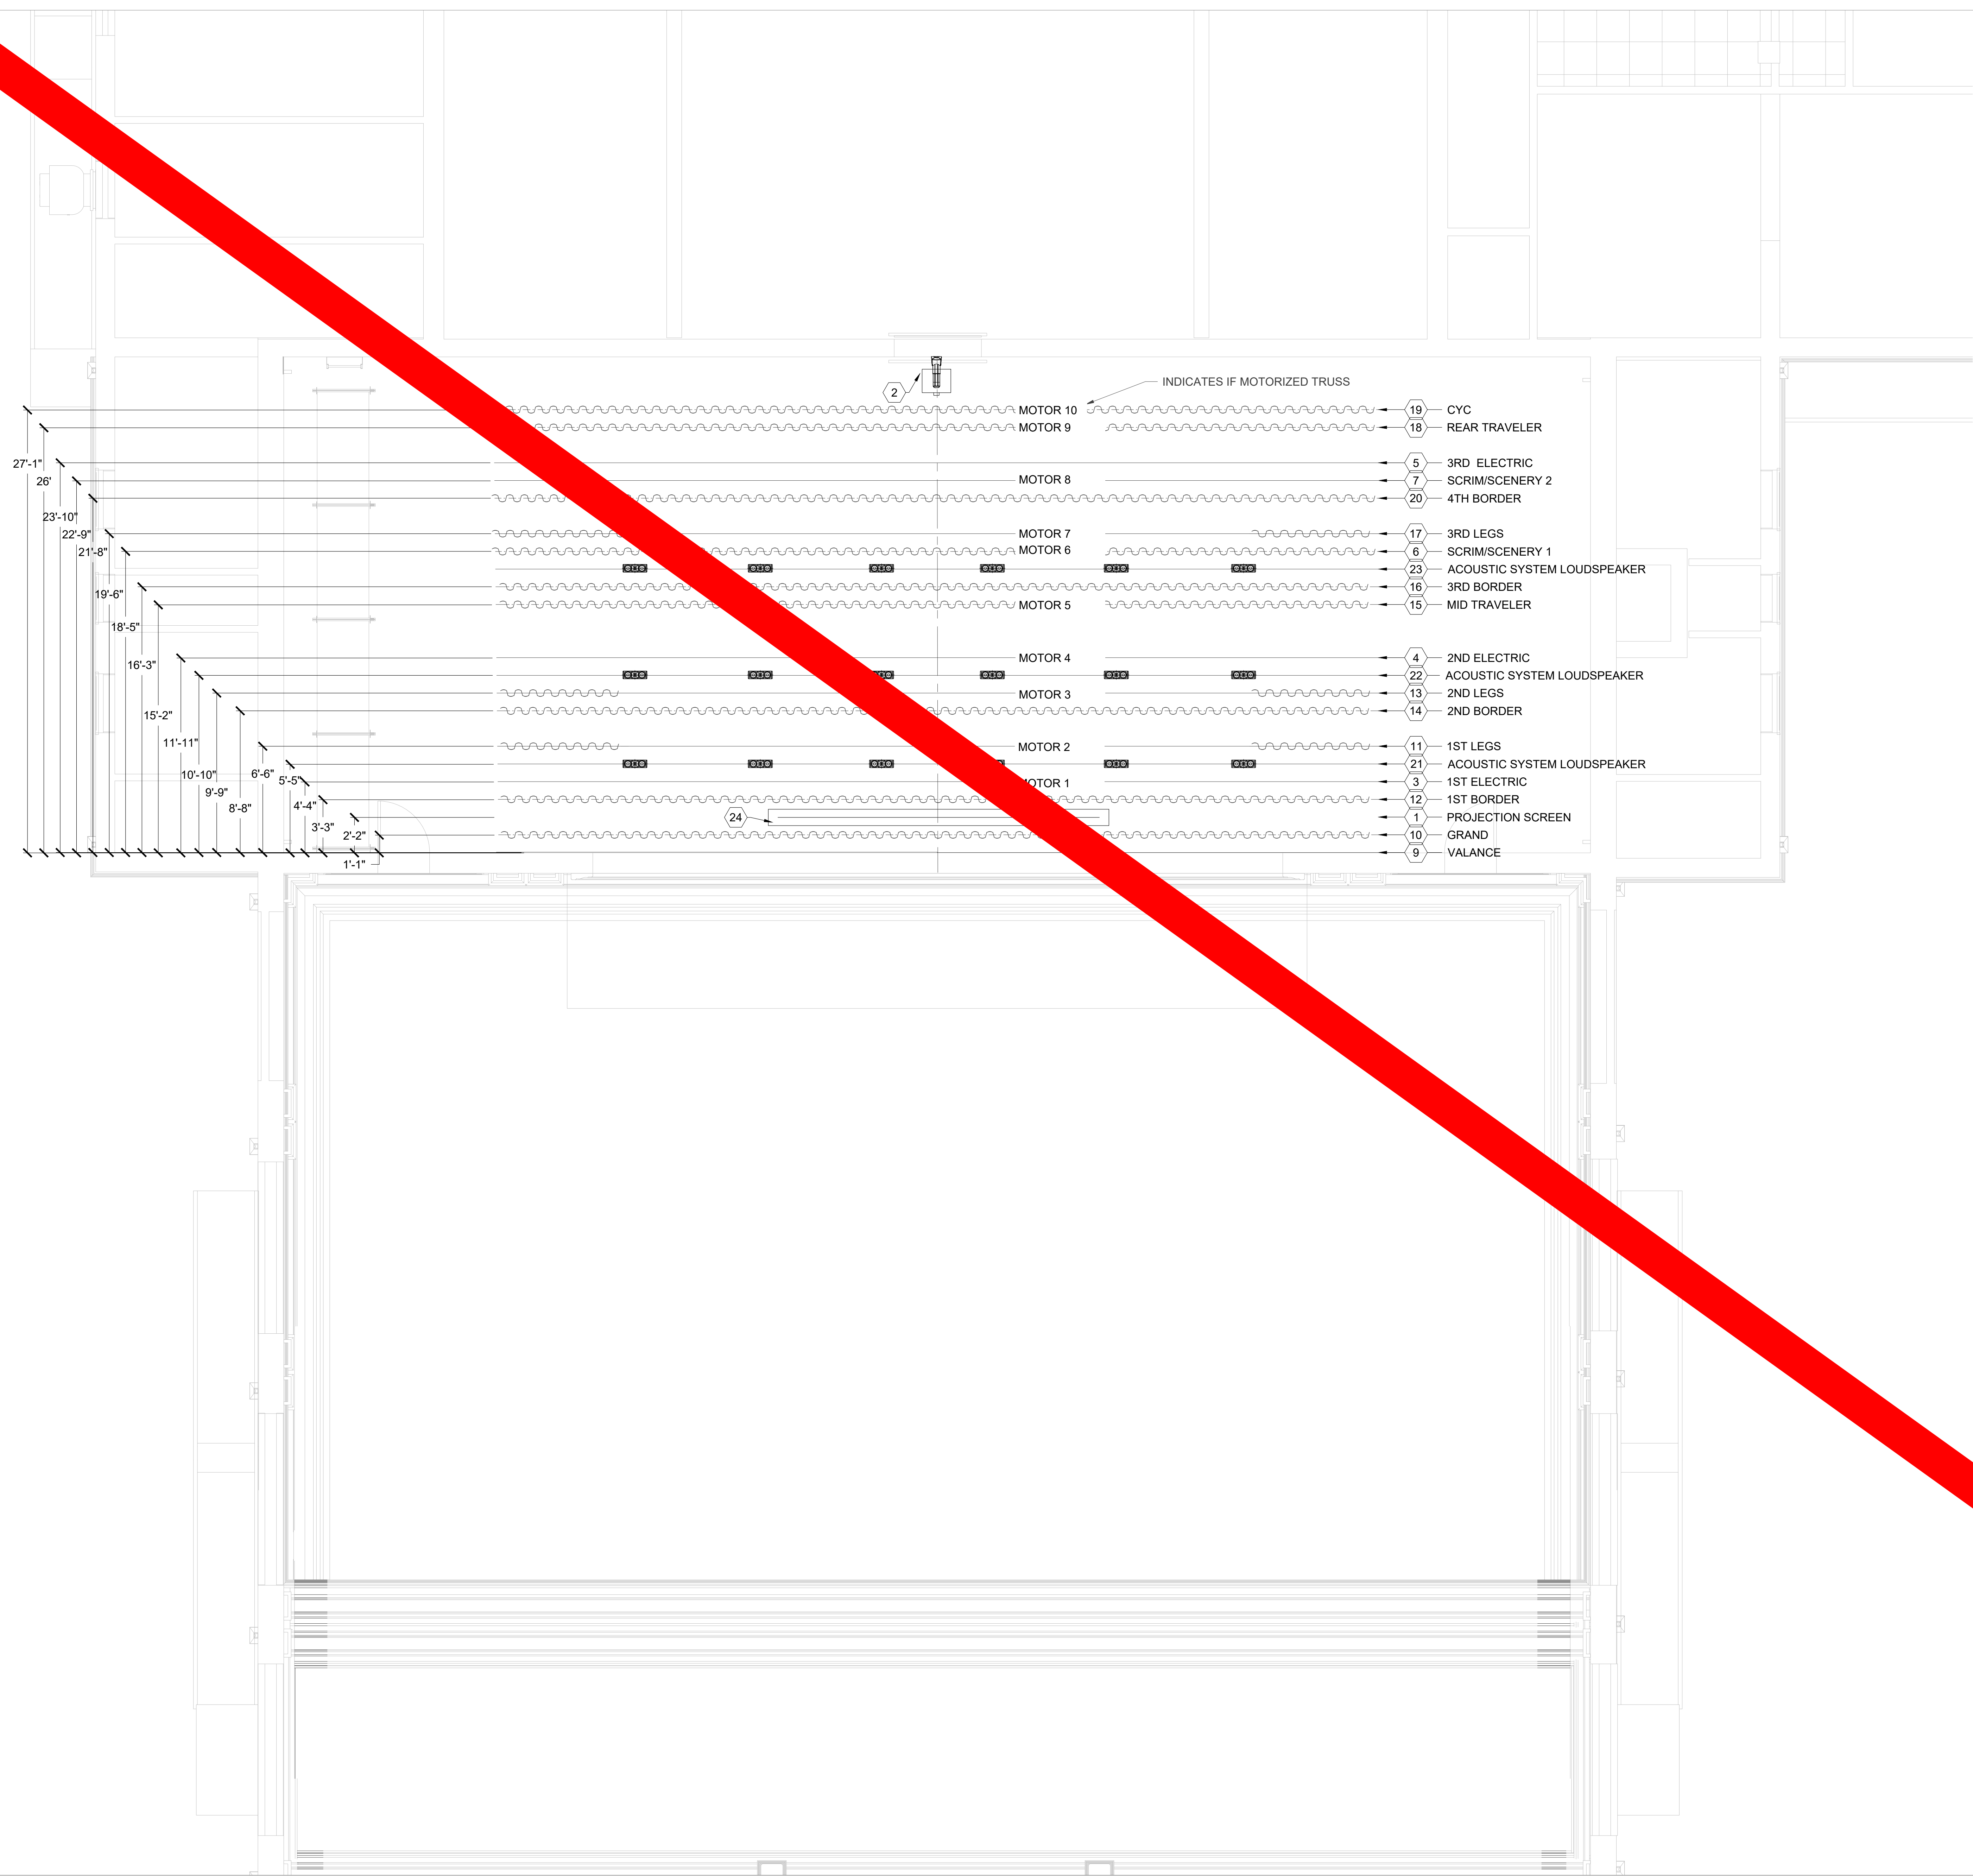 INDICATES IF MOTORIZED TRUSS
2
MOTOR 10 19 CYC
MOTOR 9 18 REAR TRAVELER
27'-1" 5 3RD ELECTRIC
26' MOTOR 8 7 SCRIM/SCENERY 2
20 4TH BORDER
23'-10"
22'-9" MOTOR 7 17 3RD LEGS
21'-8" MOTOR 6 6 SCRIM/SCENERY 1
23 ACOUSTIC SYSTEM LOUDSPEAKER
19'-6" 16 3RD BORDER
MOTOR 5 15 MID TRAVELER
18'-5"
16'-3" MOTOR 4 4 2ND ELECTRIC
22 ACOUSTIC SYSTEM LOUDSPEAKER
MOTOR 3 13 2ND LEGS
15'-2" 14 2ND BORDER
11'-11" MOTOR 2 11 1ST LEGS
21 ACOUSTIC SYSTEM LOUDSPEAKER
10'-10" 6'-6" 5'-5" MOTOR 1 3 1ST ELECTRIC
9'-9" 12 1ST BORDER
8'-8" 4'-4" 24 1 PROJECTION SCREEN
3'-3" 2'-2" 10 GRAND
1'-1" 9 VALANCE